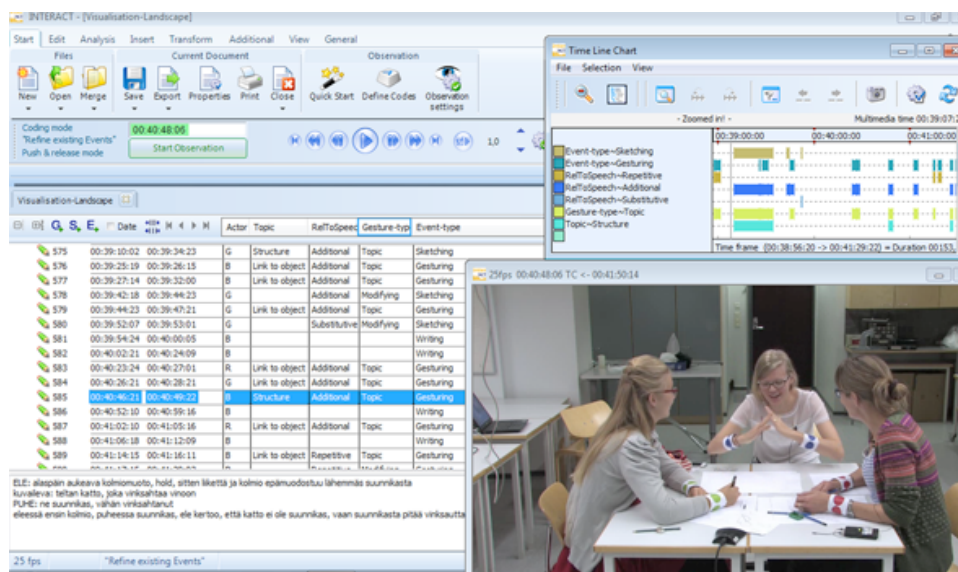 INTERACT - [Visualisation-Landscape]
Start Edit Analysis Insert Transform Additional View General
Files Current Document Observation
New Open Merge Save Export Properties Print Close Quick Start Define Codes Observation settings
Coding mode
"Refine existing Events"
Push & release mode
00:40:48:06
Start Observation
1,0
Visualisation-Landscape
G, S, E, Date
Actor Topic RelToSpeec Gesture-typ Event-type
575 00:39:10:02 00:39:34:23 G Structure Additional Topic Sketching
576 00:39:25:19 00:39:26:15 B Link to object Additional Topic Gesturing
577 00:39:27:14 00:39:32:00 B Link to object Additional Topic Gesturing
578 00:39:42:18 00:39:44:23 G Additional Modifying Sketching
579 00:39:44:23 00:39:47:21 G Link to object Additional Topic Gesturing
580 00:39:52:07 00:39:53:01 G Substitutive Modifying Sketching
581 00:39:54:24 00:40:00:05 B Writing
582 00:40:02:21 00:40:24:09 B Writing
583 00:40:23:24 00:40:27:01 R Link to object Additional Topic Gesturing
584 00:40:26:21 00:40:28:21 G Link to object Additional Topic Gesturing
585 00:40:46:21 00:40:49:22 B Structure Additional Topic Gesturing
586 00:40:52:10 00:40:59:16 B Writing
587 00:41:02:10 00:41:05:16 R Link to object Additional Topic Gesturing
588 00:41:06:18 00:41:12:09 B Writing
589 00:41:14:15 00:41:16:11 B Link to object Repetitive Topic Gesturing
ELE: alaspäin aukeava kolmiomuoto, hold, sitten liikettä ja kolmio epämuodostuu lähemmäs suunnikasta
kuvaileva: teltan katto, joka vinksahtaa vinoon
PUHE: ne suunnikas, vähän vinksahtanut
eleessä ensin kolmio, puheessa suunnikas, ele kertoo, että katto ei ole suunnikas, vaan suunnikasta pitää vinksautta
25 fps "Refine existing Events"
Time Line Chart
File Selection View
- Zoomed in! - Multimedia time 00:39:07:2
00:39:00:00 00:40:00:00 00:41:00:00
Event-type~Sketching
Event-type~Gesturing
RelToSpeech~Repetitive
RelToSpeech~Additional
RelToSpeech~Substitutive
Gesture-type~Topic
Topic~Structure
Time frame (00:38:56:20 -> 00:41:29:22) = Duration 00153,
25fps 00:40:48:06 TC <- 00:41:50:14